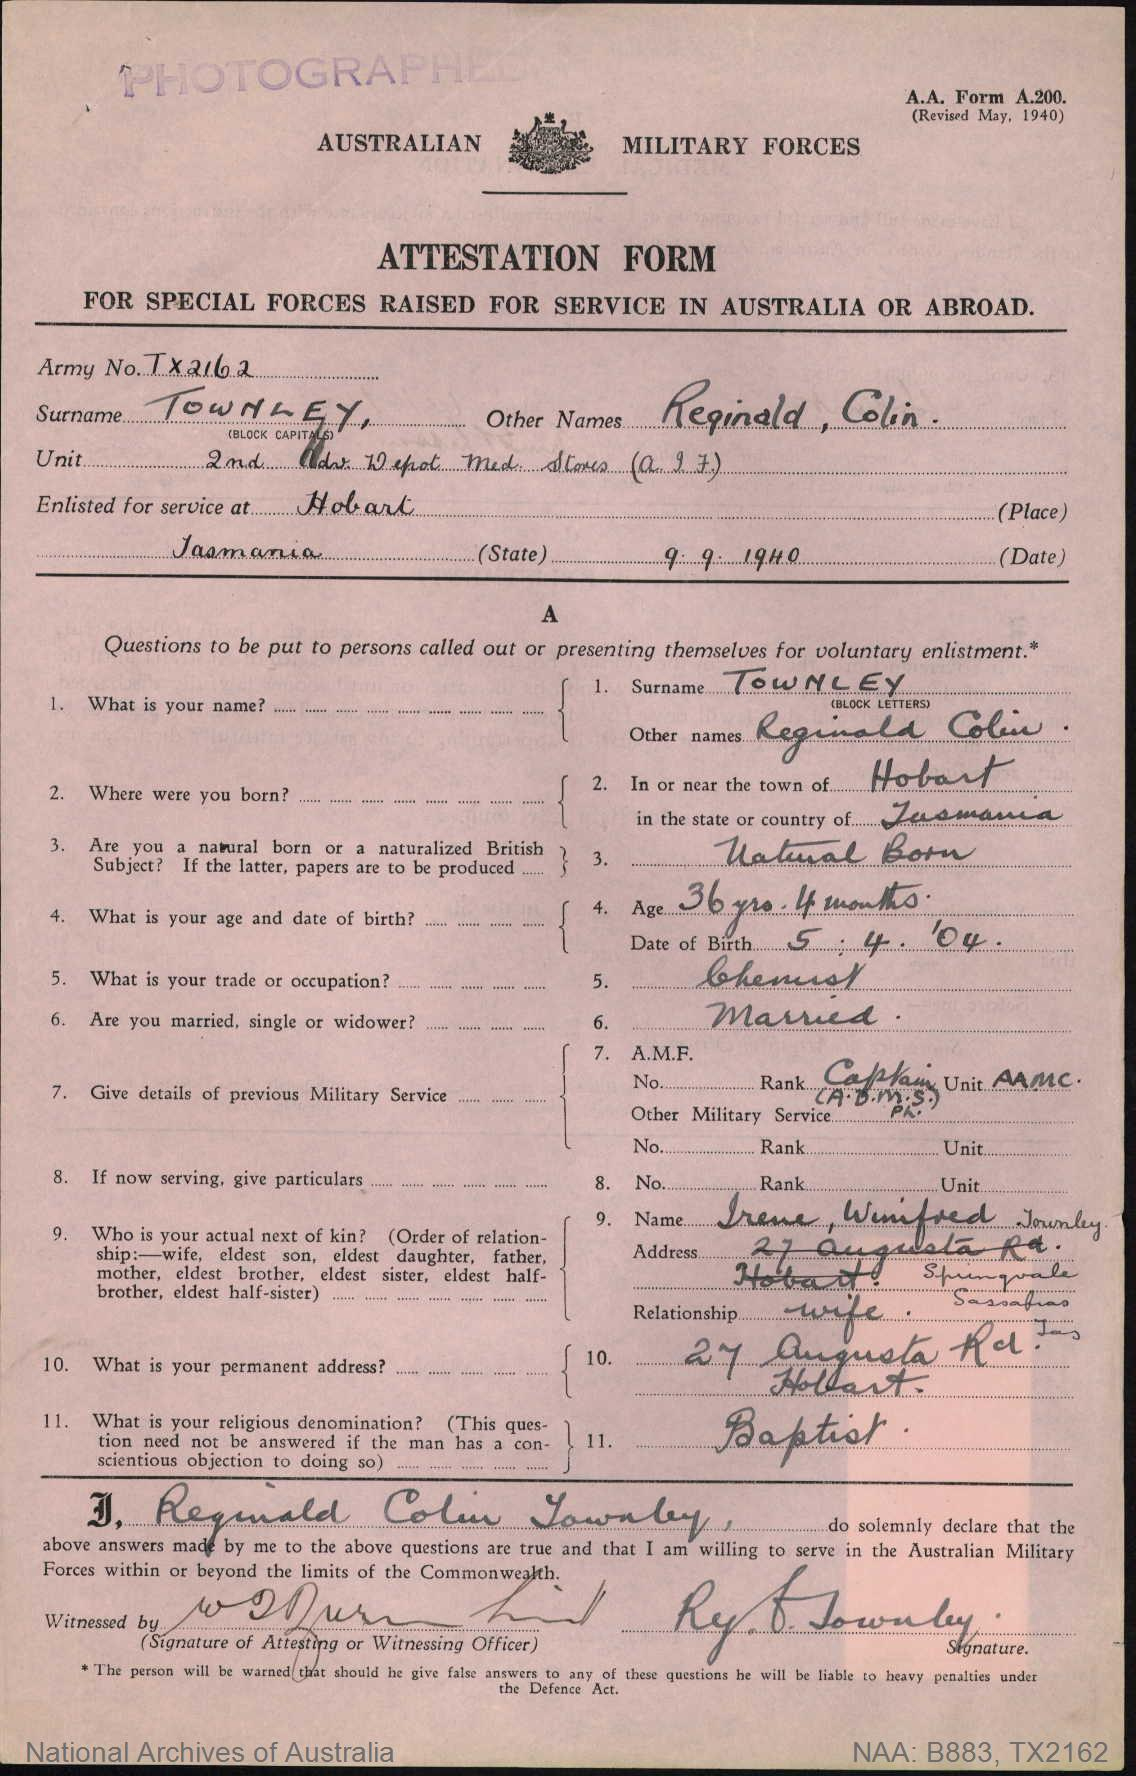 PHOTOGRAPHED
A.A. Form A.200.
(Revised May, 1940)
AUSTRALIAN MILITARY FORCES
ATTESTATION FORM
FOR SPECIAL FORCES RAISED FOR SERVICE IN AUSTRALIA OR ABROAD.
Army No. TX2162
Surname TOWNLEY, Other Names Reginald, Colin.
(BLOCK CAPITALS)
Unit 2nd Adv. Depot Med. Stores (A.I.F.)
Enlisted for service at Hobart (Place)
Tasmania (State) 9. 9. 1940 (Date)
A
Questions to be put to persons called out or presenting themselves for voluntary enlistment.*
1. What is your name? 1. Surname TOWNLEY
(BLOCK LETTERS)
Other names Reginald Colin.
2. Where were you born? 2. In or near the town of Hobart
in the state or country of Tasmania
3. Are you a natural born or a naturalized British
Subject? If the latter, papers are to be produced 3. Natural Born
4. What is your age and date of birth? 4. Age 36 yrs. 4 months.
Date of Birth 5. 4. '04.
5. What is your trade or occupation? 5. Chemist
6. Are you married, single or widower? 6. Married.
7. Give details of previous Military Service 7. A.M.F.
No. Rank Captain Unit AAMC.
(A.D.M.S.)
Other Military Service Ph.
No. Rank Unit
8. If now serving, give particulars 8. No. Rank Unit
9. Who is your actual next of kin? (Order of relation-
ship:—wife, eldest son, eldest daughter, father,
mother, eldest brother, eldest sister, eldest half-
brother, eldest half-sister)
9. Name Irene, Winifred Townley.
Address 27 Augusta Rd.
Hobart. Springvale
Sassafras
Relationship wife. Tas
10. What is your permanent address? 10. 27 Augusta Rd.
Hobart.
11. What is your religious denomination? (This ques-
tion need not be answered if the man has a con-
scientious objection to doing so) 11. Baptist.
I, Reginald Colin Townley, do solemnly declare that the
above answers made by me to the above questions are true and that I am willing to serve in the Australian Military
Forces within or beyond the limits of the Commonwealth.
Witnessed by Reg. C. Townley.
(Signature of Attesting or Witnessing Officer) Signature.
* The person will be warned that should he give false answers to any of these questions he will be liable to heavy penalties under
the Defence Act.
National Archives of Australia NAA: B883, TX2162